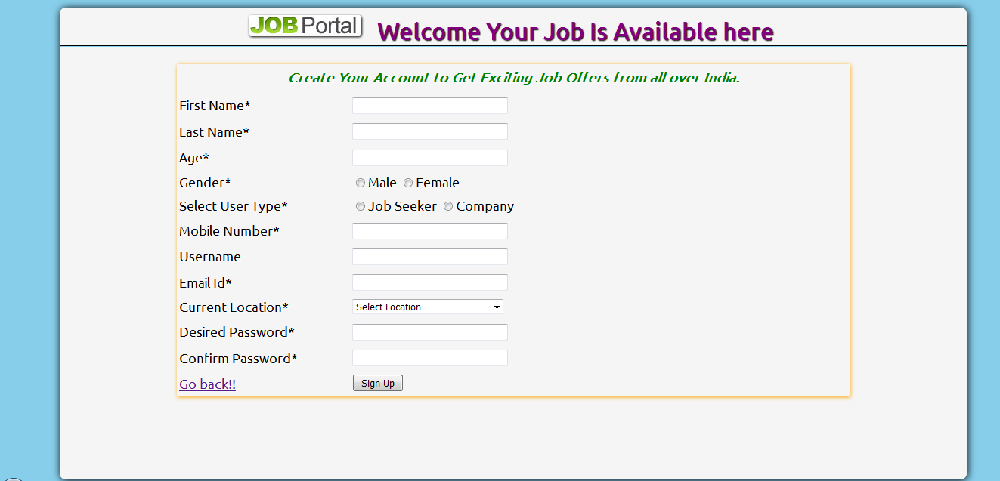 JOB Portal Welcome Your Job Is Available here
Create Your Account to Get Exciting Job Offers from all over India.
First Name*
Last Name*
Age*
Gender* Male Female
Select User Type* Job Seeker Company
Mobile Number*
Username
Email Id*
Current Location* Select Location
Desired Password*
Confirm Password*
Go back!! Sign Up